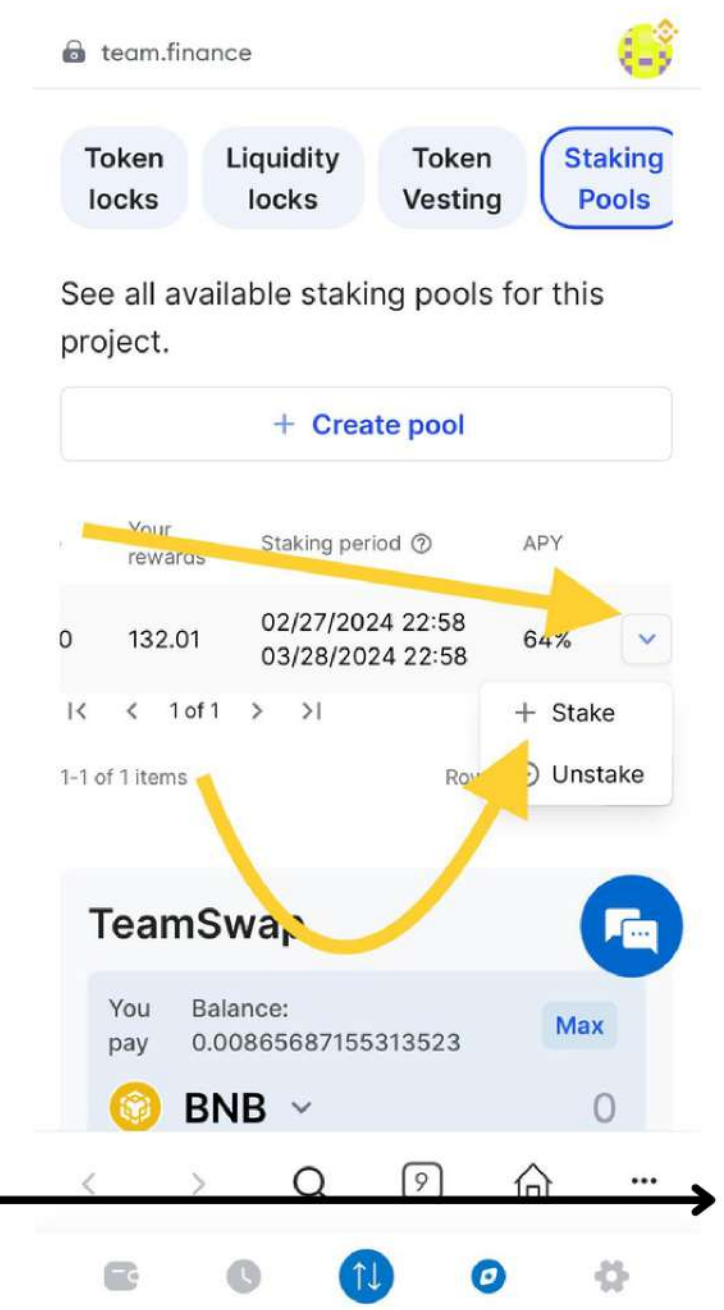 team.finance
Token locks
Liquidity locks
Token Vesting
Staking Pools
See all available staking pools for this
project.
+ Create pool
Your rewards
Staking period ?
APY
0
132.01
02/27/2024 22:58
03/28/2024 22:58
64%
1 of 1
+ Stake
1-1 of 1 items
Unstake
TeamSwap
You pay
Balance:
0.00865687155313523
Max
BNB
0
9